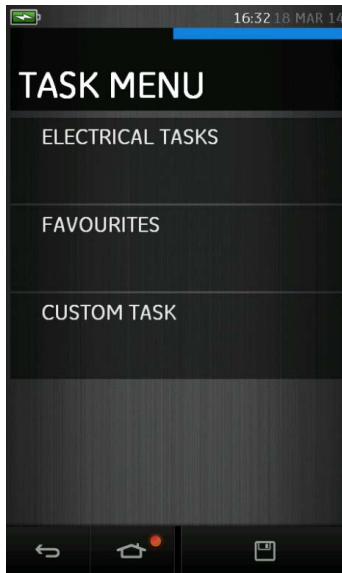 16:32 18 MAR 14
TASK MENU
ELECTRICAL TASKS
FAVOURITES
CUSTOM TASK